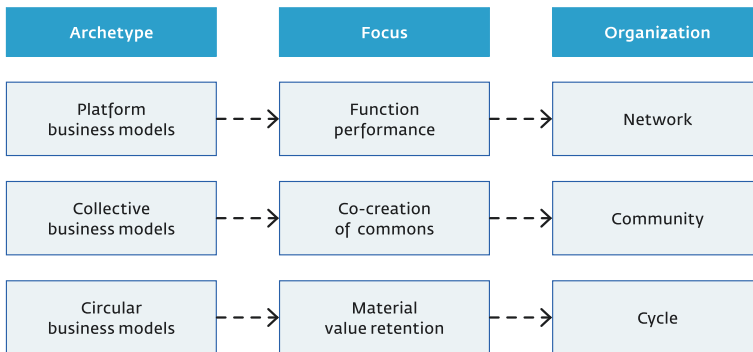 Archetype
Focus
Organization
Platform
business models
Function
performance
Network
Collective
business models
Co-creation
of commons
Community
Circular
business models
Material
value retention
Cycle